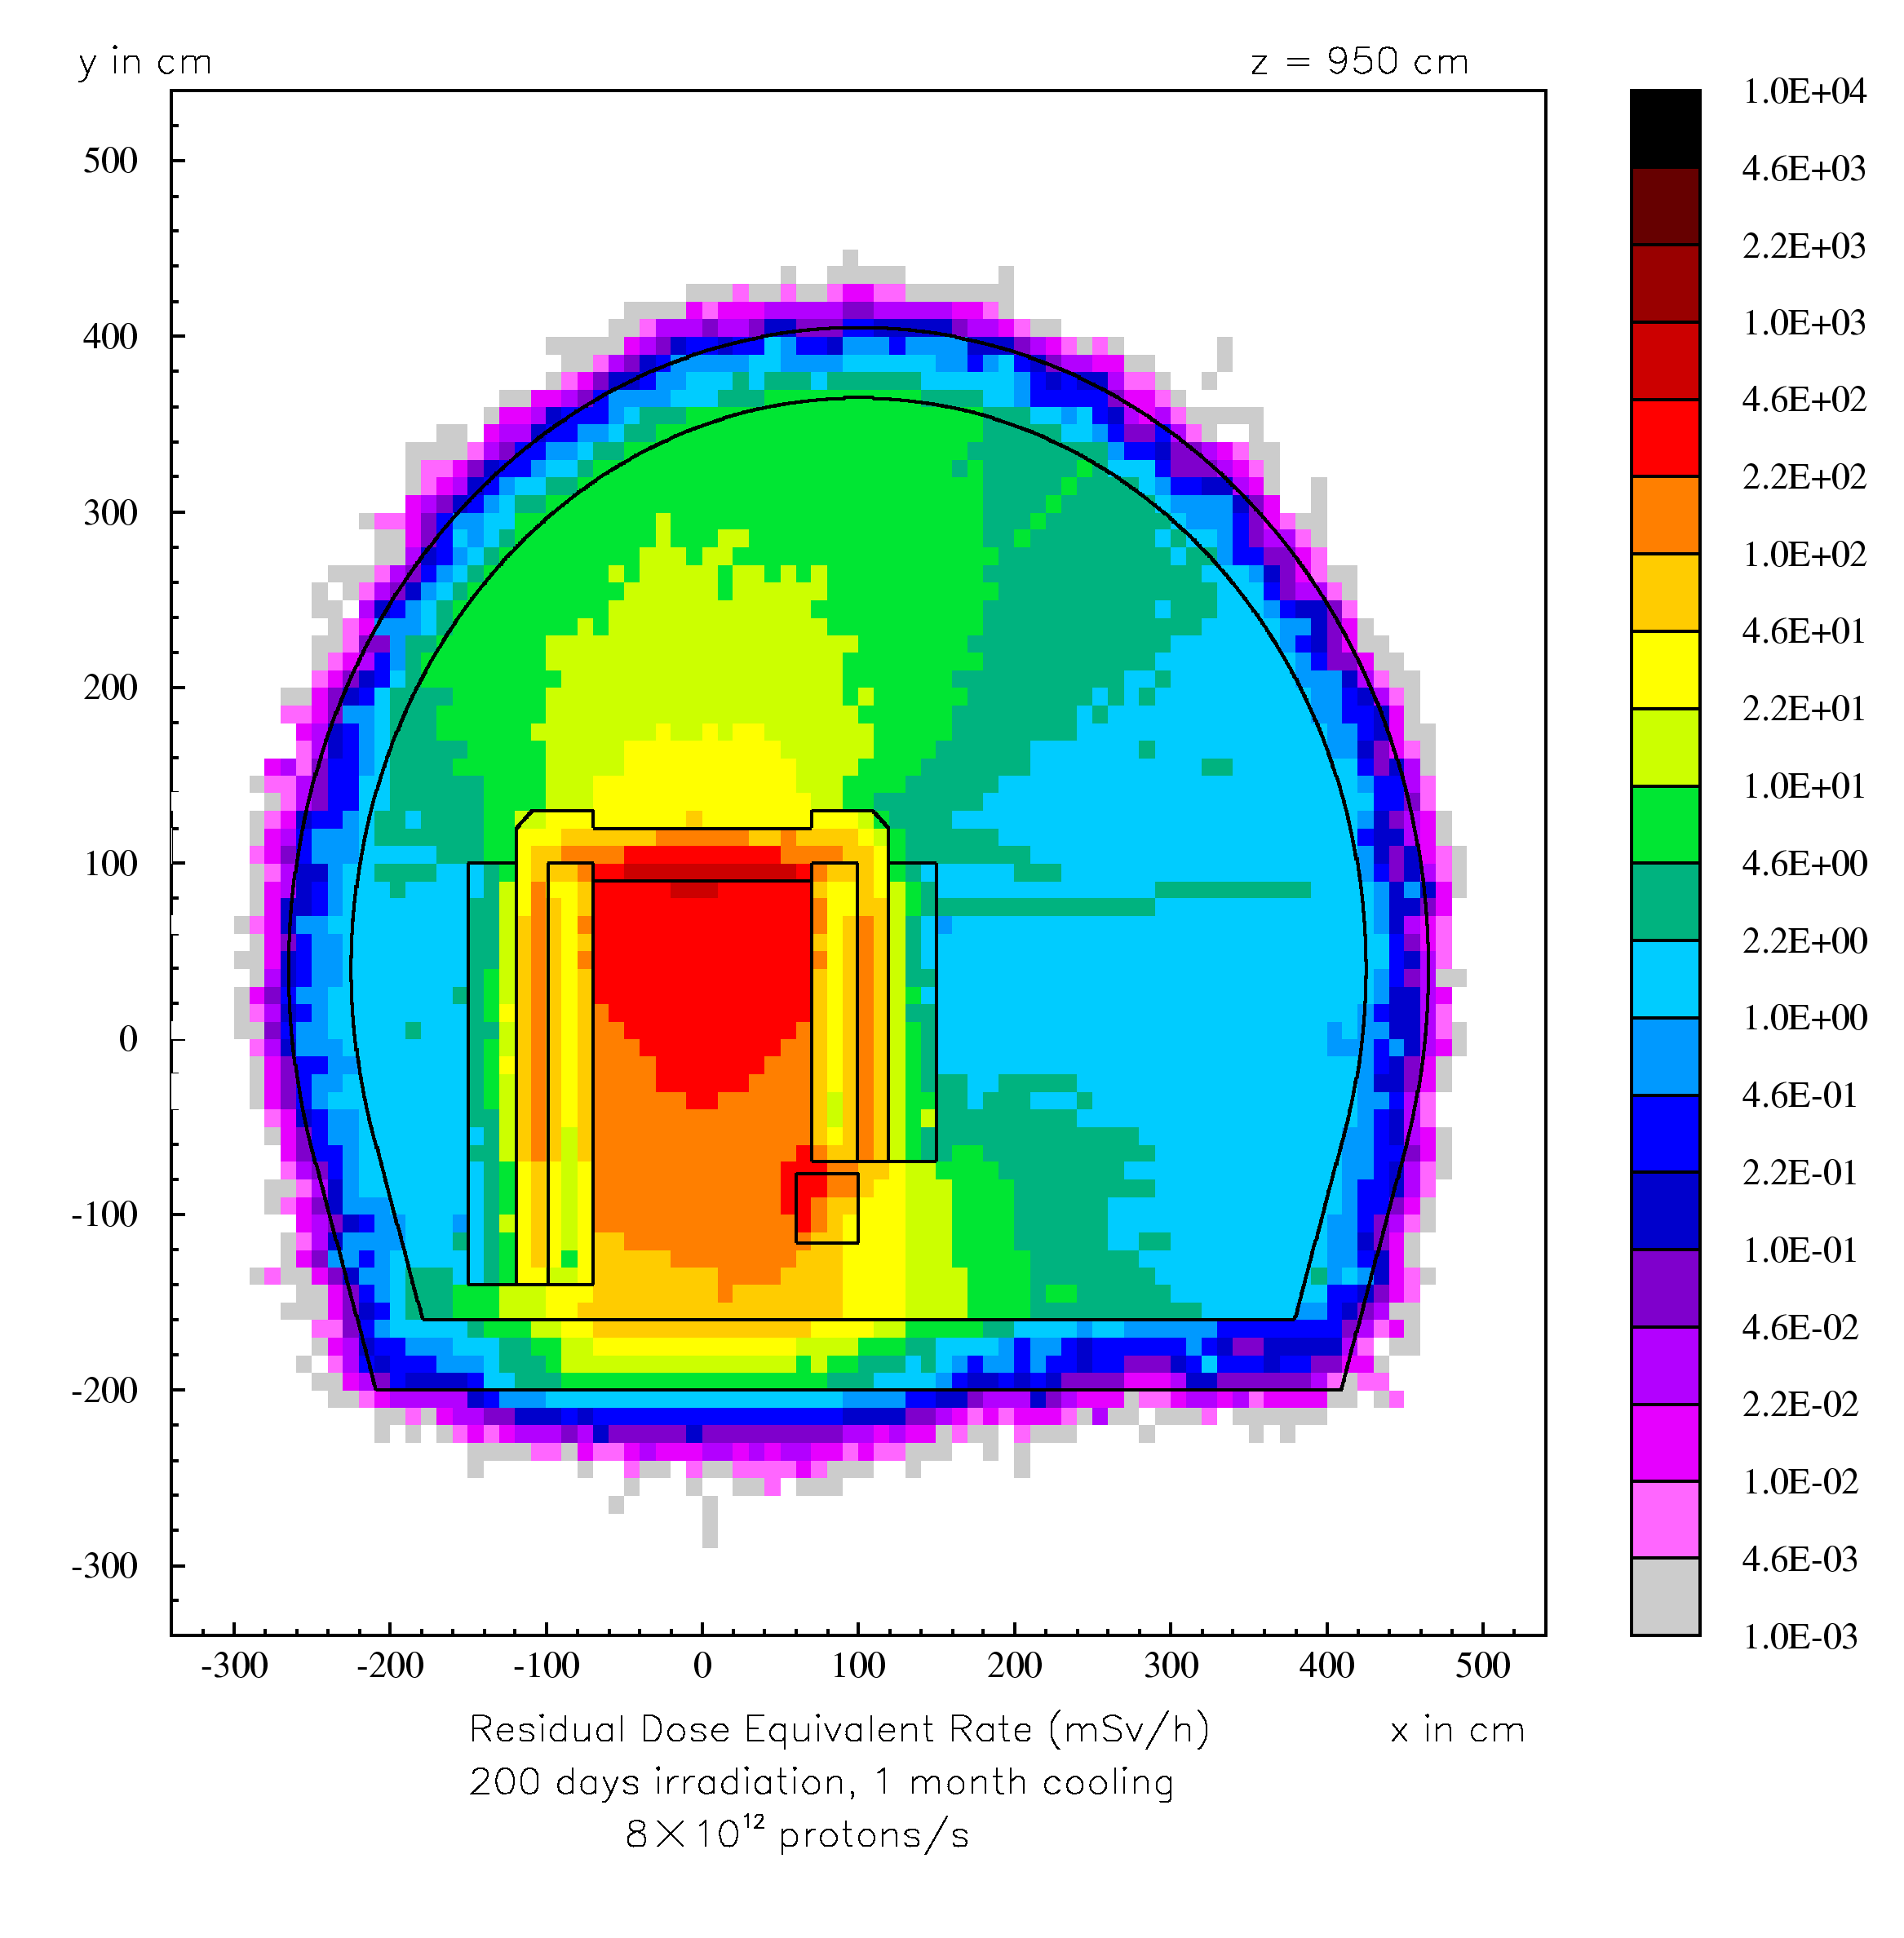 y in cm
z = 950 cm
500
400
300
200
100
0
-100
-200
-300
-300 -200 -100 0 100 200 300 400 500
Residual Dose Equivalent Rate (mSv/h)
x in cm
200 days irradiation, 1 month cooling
8×10¹² protons/s
1.0E+04
4.6E+03
2.2E+03
1.0E+03
4.6E+02
2.2E+02
1.0E+02
4.6E+01
2.2E+01
1.0E+01
4.6E+00
2.2E+00
1.0E+00
4.6E-01
2.2E-01
1.0E-01
4.6E-02
2.2E-02
1.0E-02
4.6E-03
1.0E-03